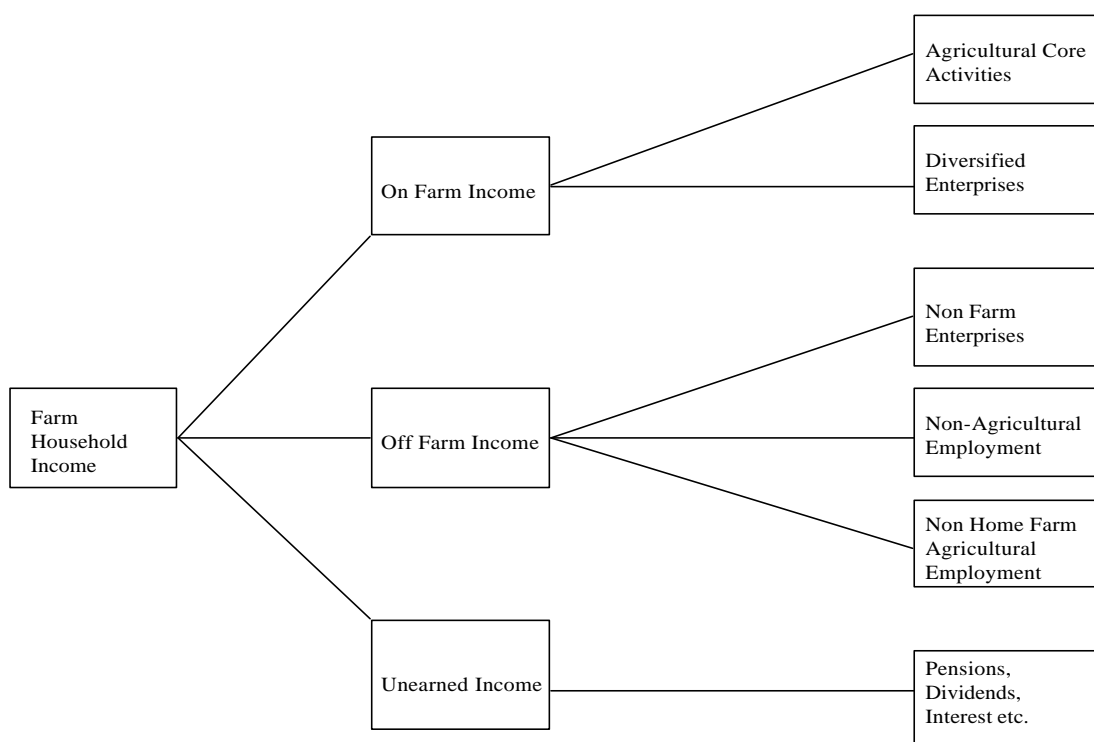 Agricultural Core
Activities
On Farm Income
Diversified
Enterprises
Non Farm
Enterprises
Farm
Household
Income
Off Farm Income
Non-Agricultural
Employment
Non Home Farm
Agricultural
Employment
Unearned Income
Pensions,
Dividends,
Interest etc.